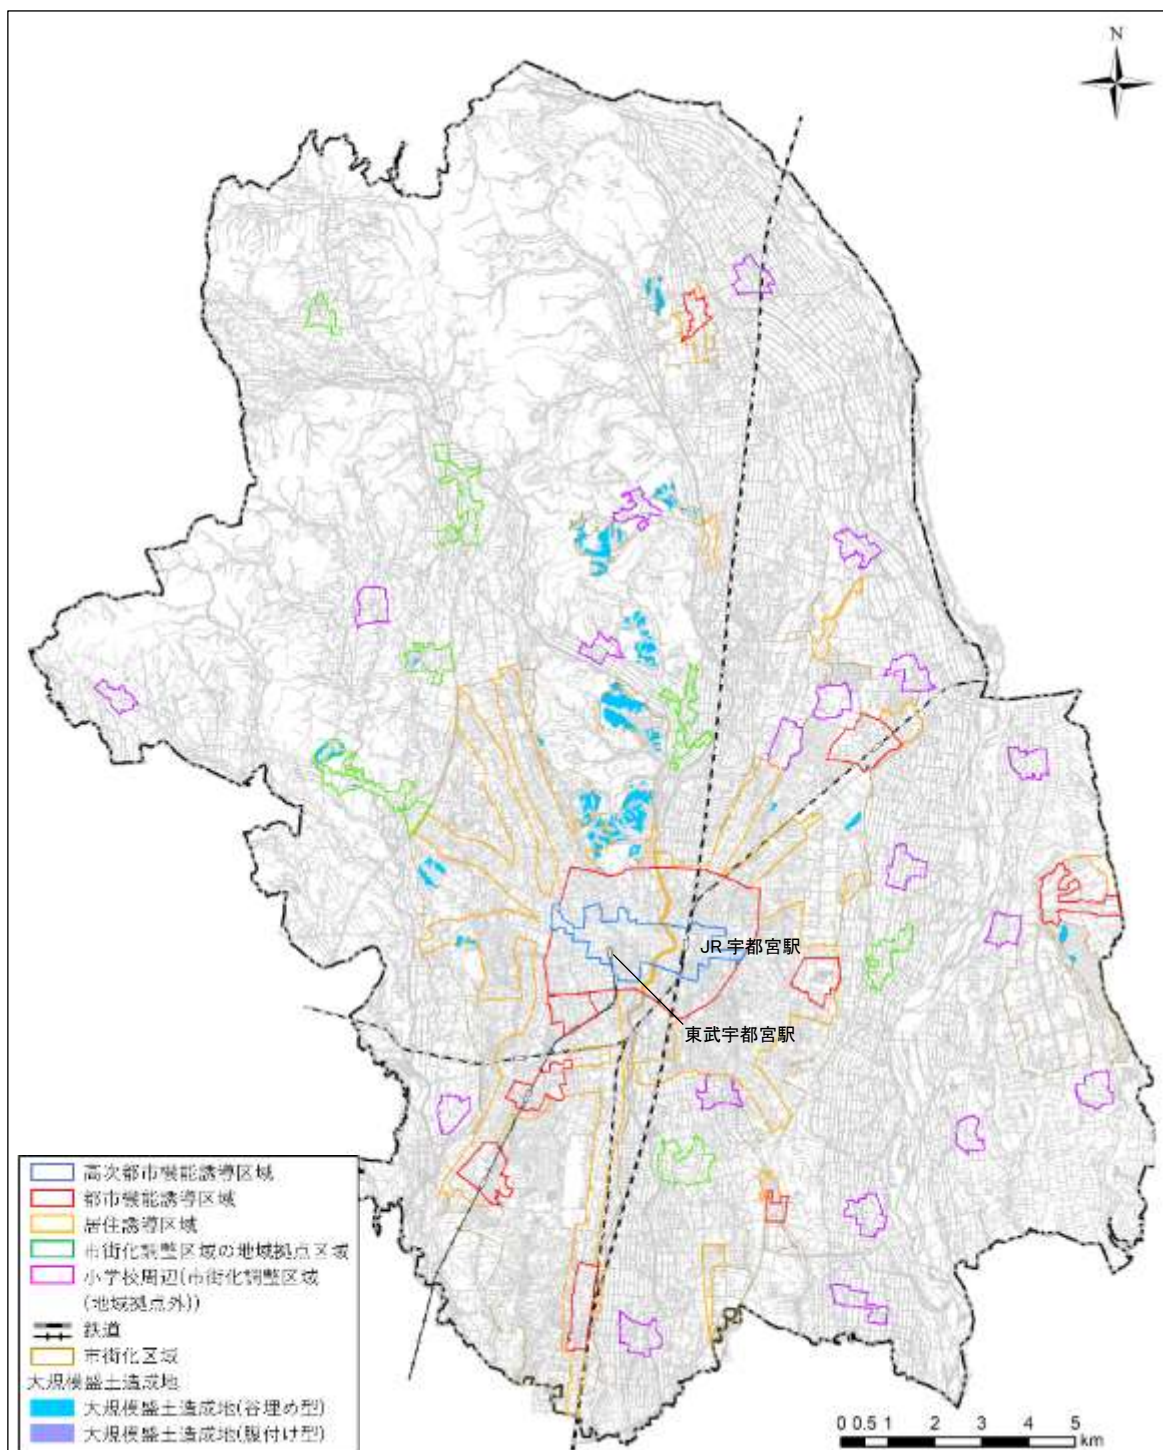 N
JR 宇都宮駅
東武宇都宮駅
高次都市機能誘導区域
都市機能誘導区域
居住誘導区域
市街化調整区域の地域拠点区域
小学校周辺(市街化調整区域
(地域拠点外))
鉄道
市街化区域
大規模盛土造成地
大規模盛土造成地(谷埋め型)
大規模盛土造成地(腹付け型)
0 0.5 1 2 3 4 5
km